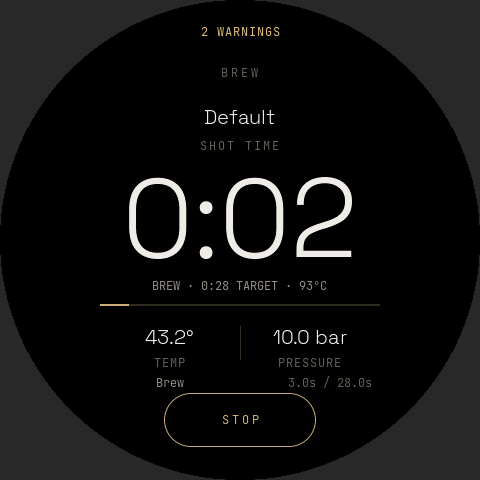 2 WARNINGS
BREW
Default
SHOT TIME
0:02
BREW · 0:28 TARGET · 93°C
43.2° 10.0 bar
TEMP PRESSURE
Brew 3.0s / 28.0s
STOP